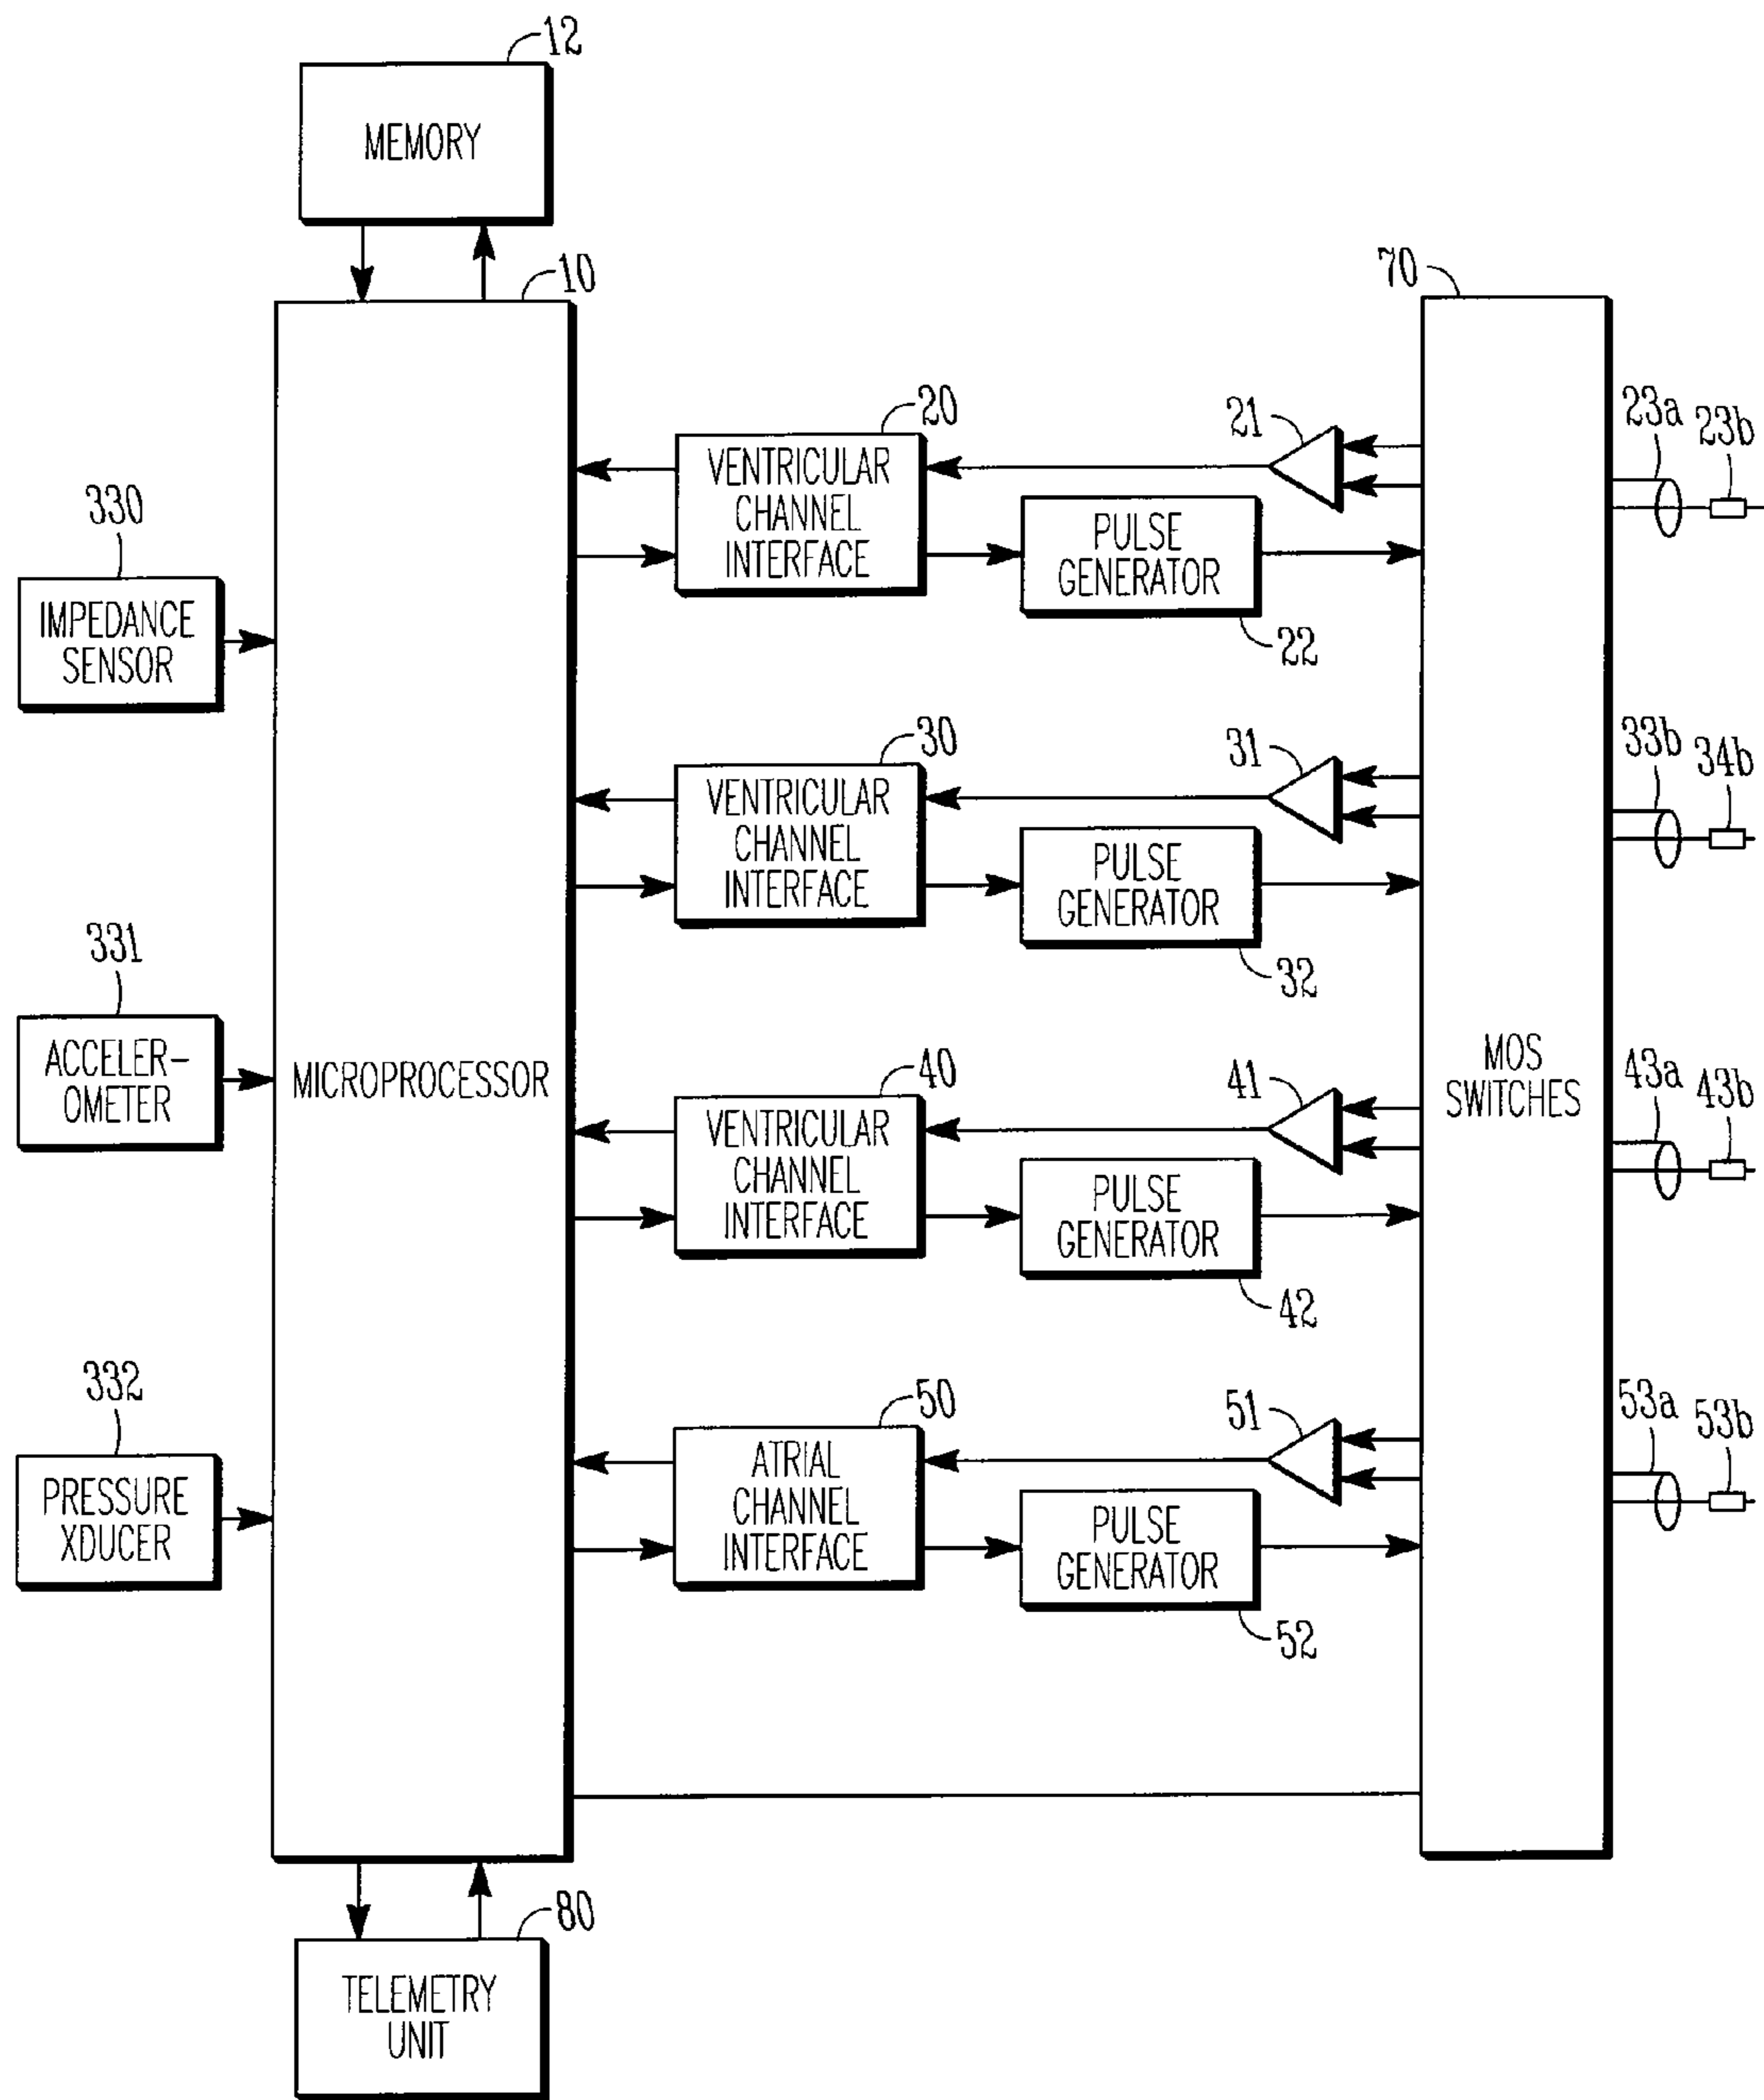 12
MEMORY
10
70
20
21
23a
23b
VENTRICULAR
CHANNEL
INTERFACE
PULSE
GENERATOR
22
330
IMPEDANCE
SENSOR
30
31
33b
34b
VENTRICULAR
CHANNEL
INTERFACE
PULSE
GENERATOR
32
331
ACCELER-
OMETER
MICROPROCESSOR
MOS
SWITCHES
40
41
43a
43b
VENTRICULAR
CHANNEL
INTERFACE
PULSE
GENERATOR
42
332
PRESSURE
XDUCER
50
51
53a
53b
ATRIAL
CHANNEL
INTERFACE
PULSE
GENERATOR
52
80
TELEMETRY
UNIT